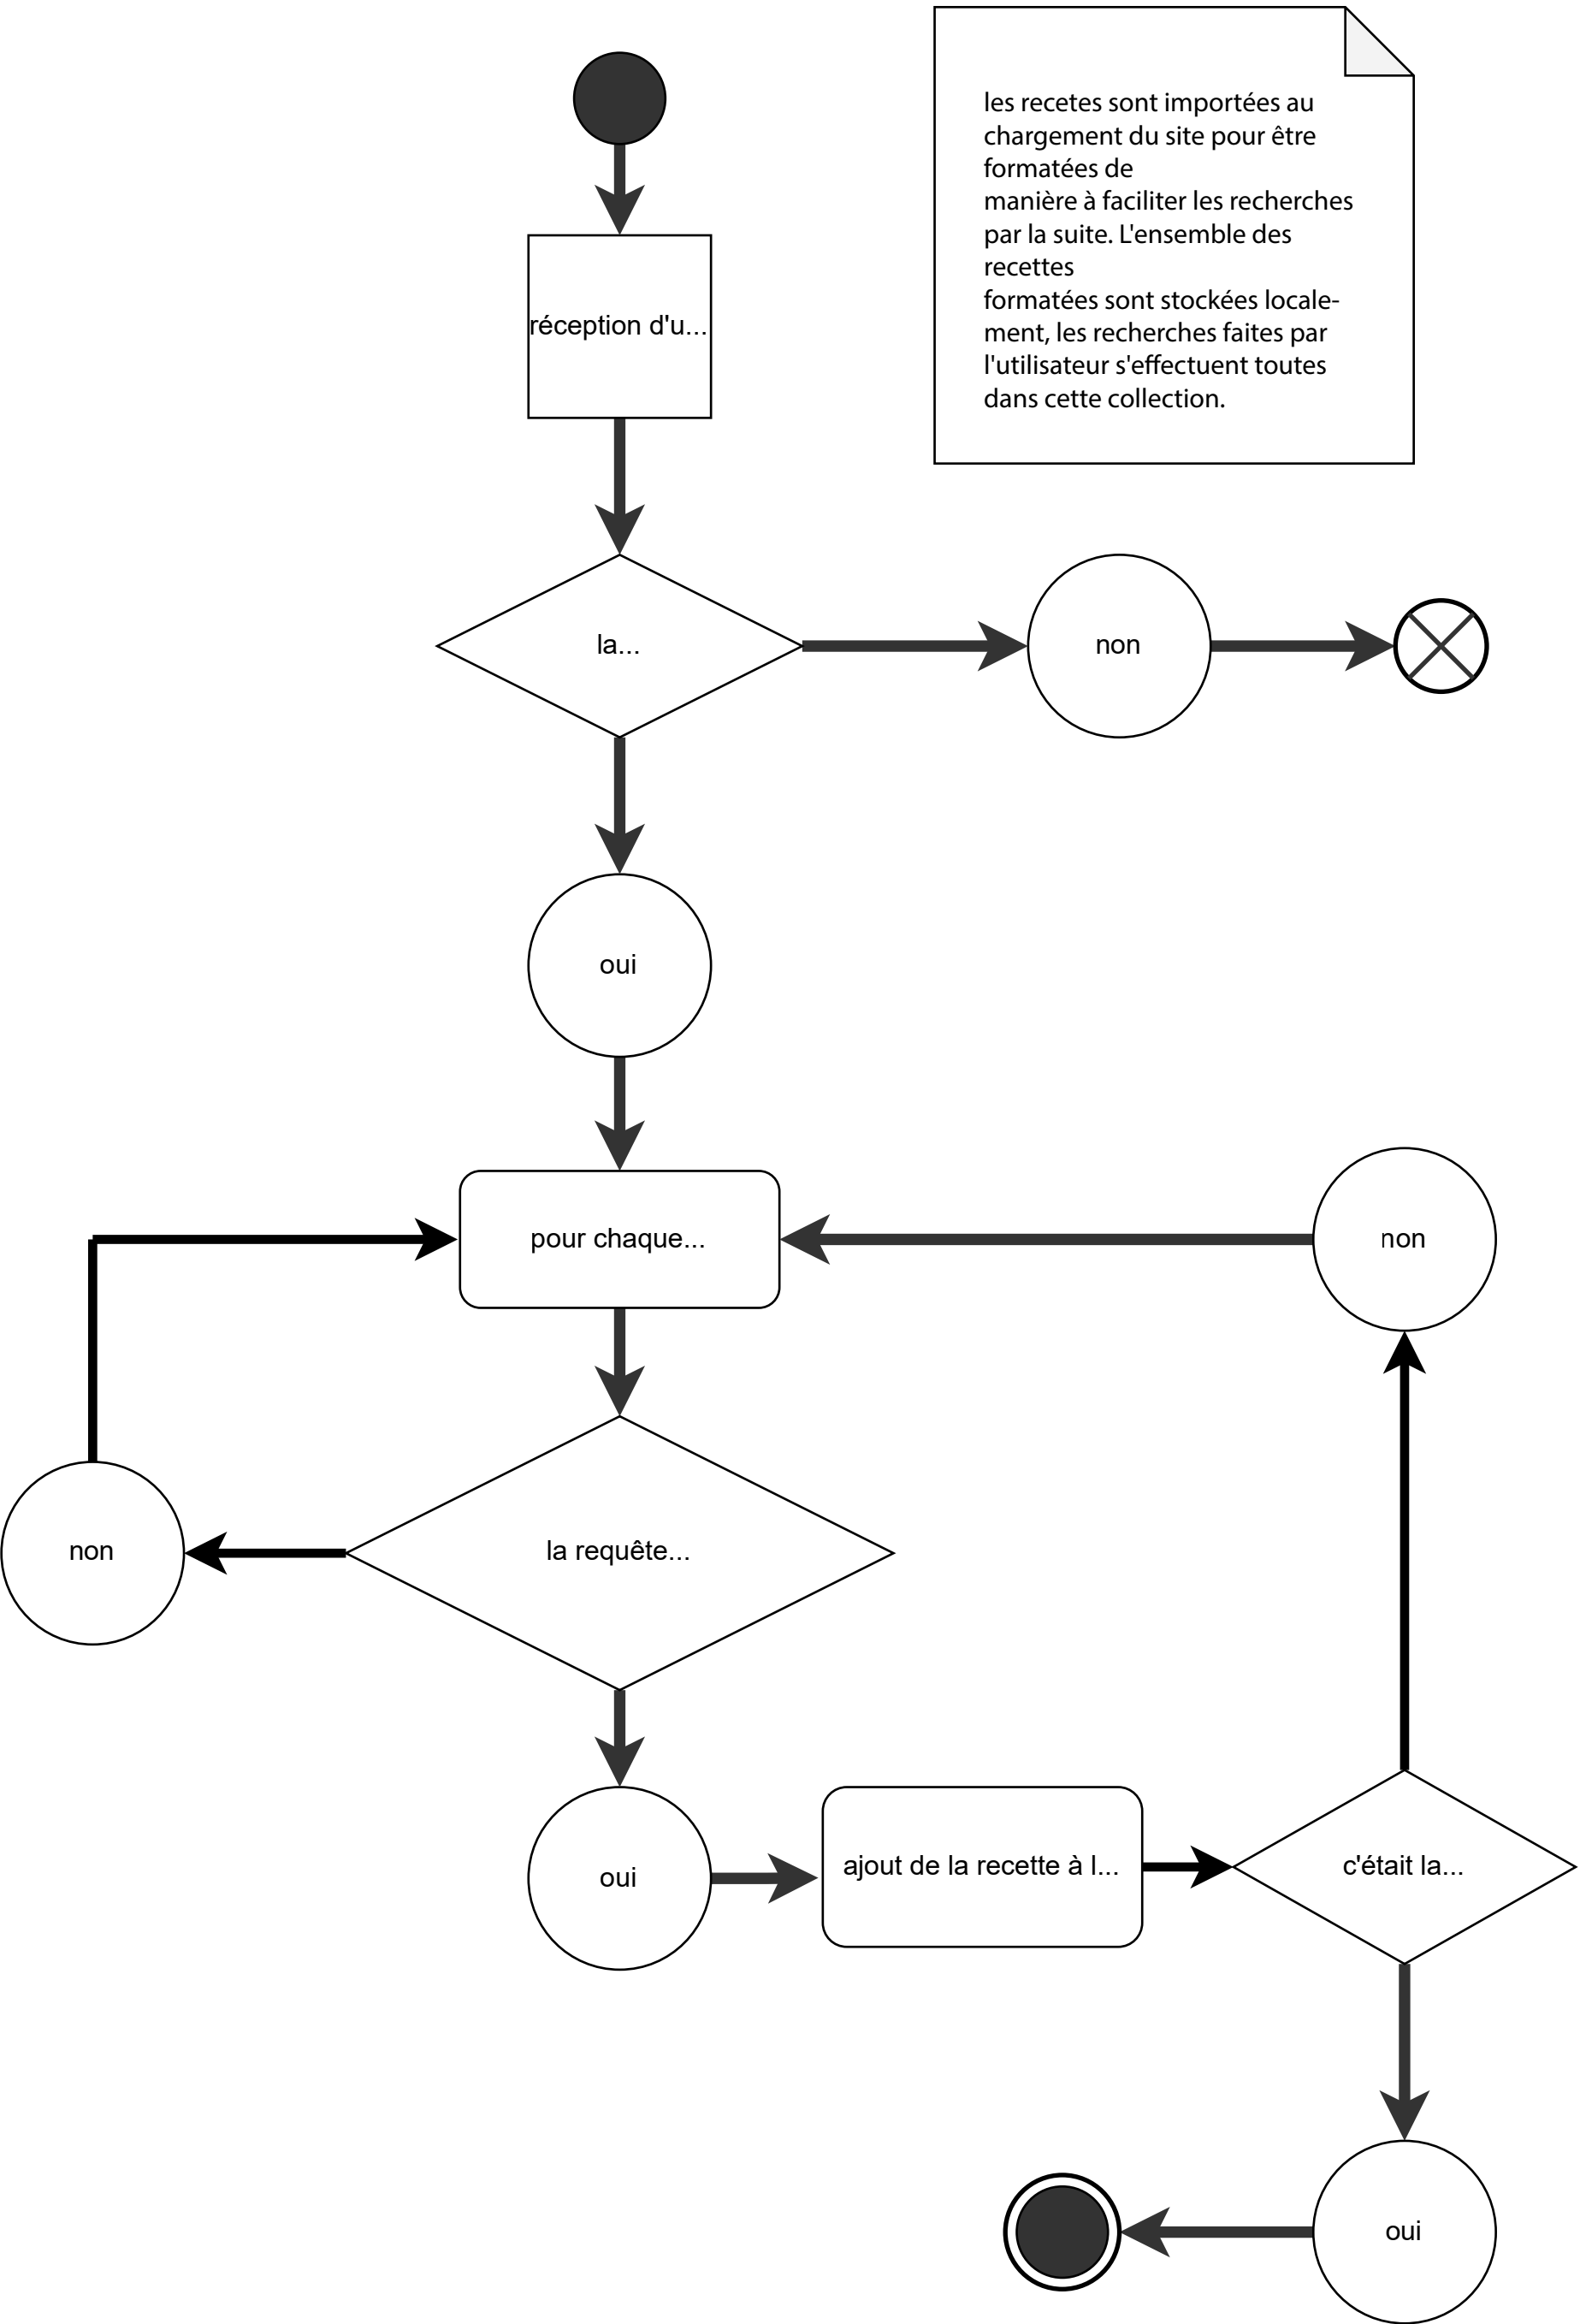 les recetes sont importées au
chargement du site pour être
formatées de
manière à faciliter les recherches
par la suite. L'ensemble des
recettes
formatées sont stockées locale-
ment, les recherches faites par
l'utilisateur s'effectuent toutes
dans cette collection.
réception d'u...
la...
non
oui
pour chaque...
non
la requête...
non
oui
ajout de la recette à l...
c'était la...
oui